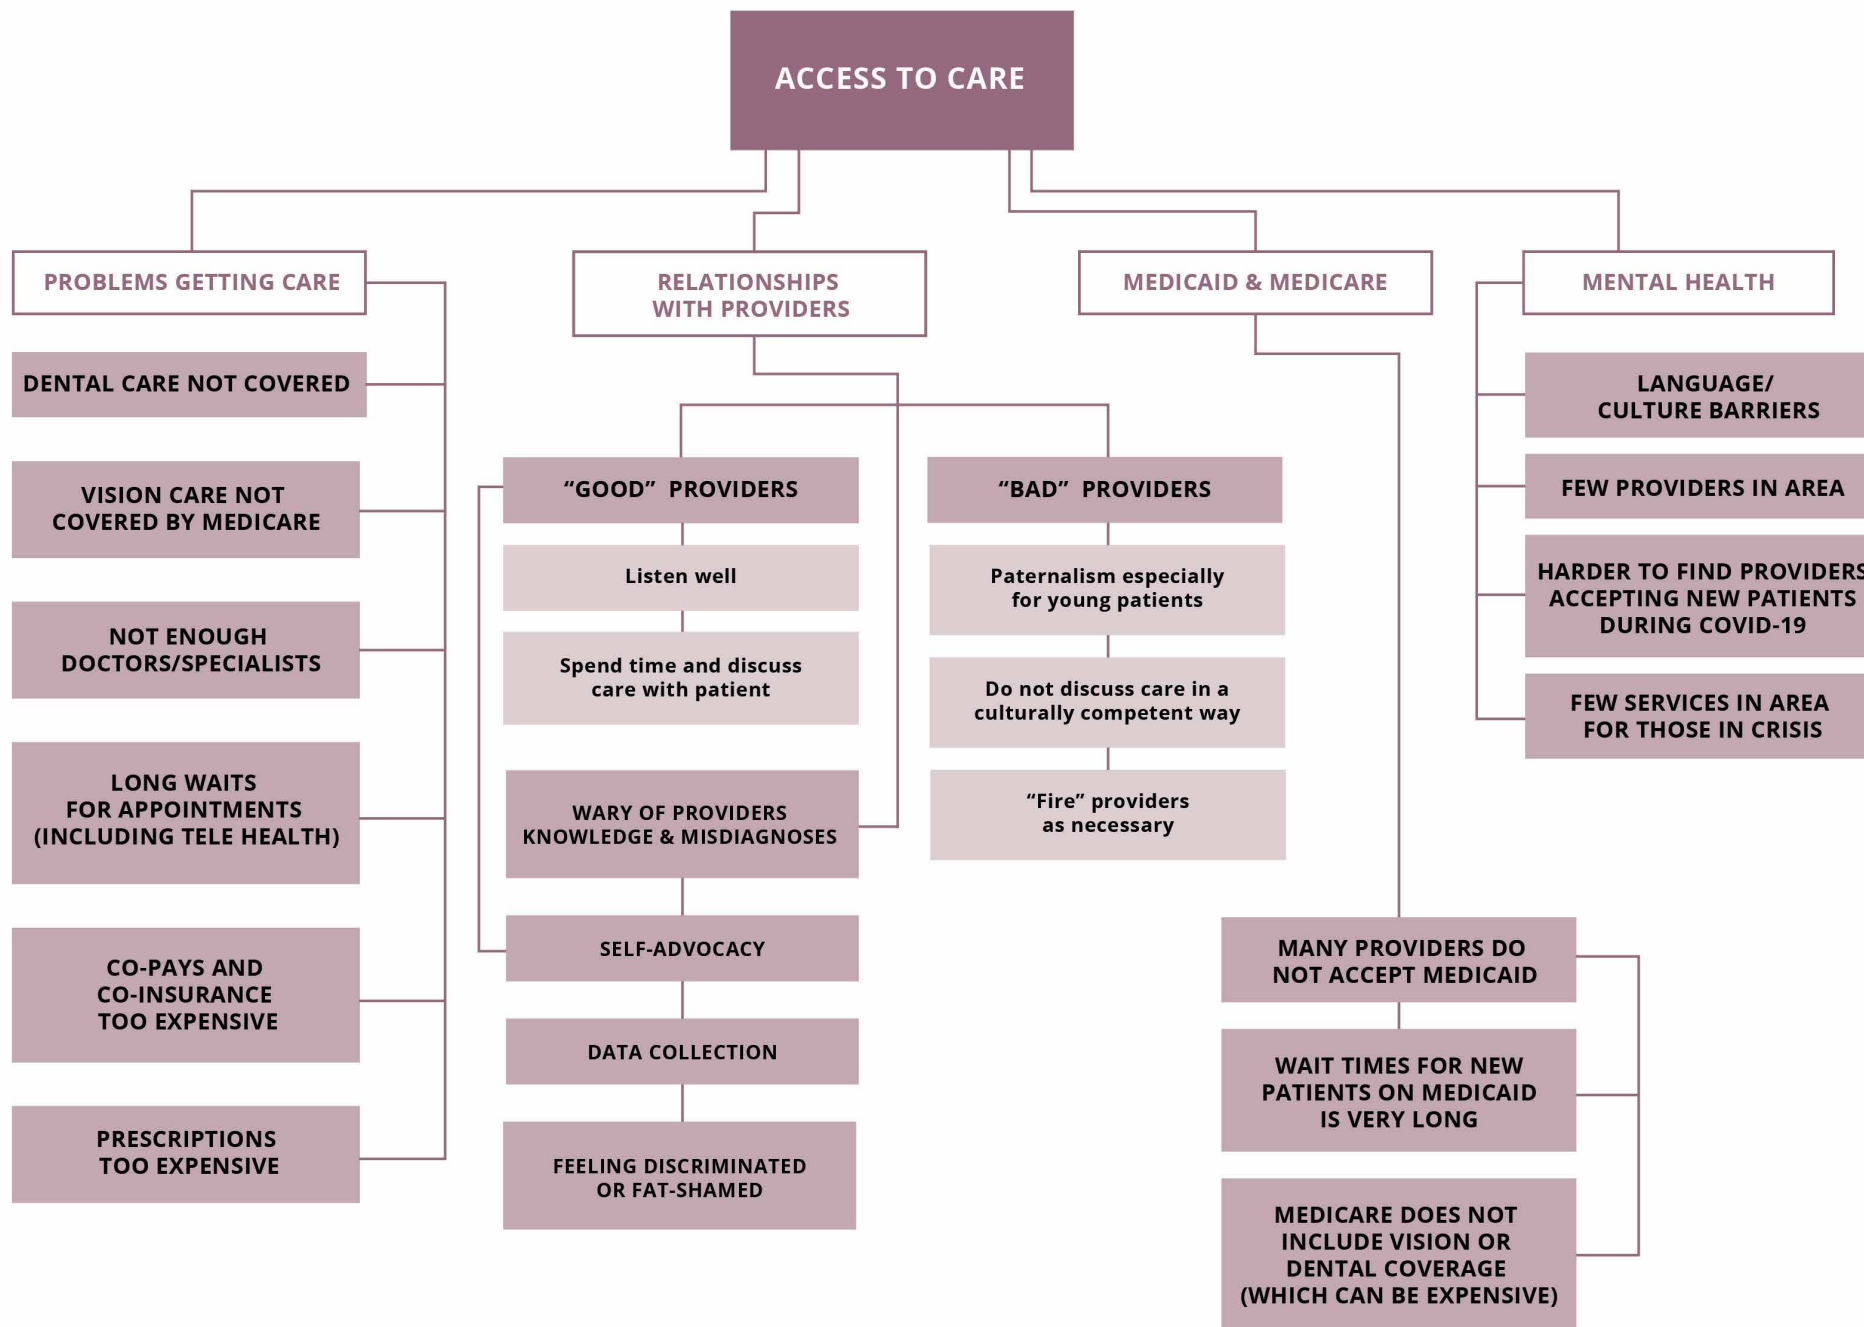 ACCESS TO CARE
PROBLEMS GETTING CARE
DENTAL CARE NOT COVERED
VISION CARE NOT
COVERED BY MEDICARE
NOT ENOUGH
DOCTORS/SPECIALISTS
LONG WAITS
FOR APPOINTMENTS
(INCLUDING TELE HEALTH)
CO-PAYS AND
CO-INSURANCE
TOO EXPENSIVE
PRESCRIPTIONS
TOO EXPENSIVE
RELATIONSHIPS
WITH PROVIDERS
“GOOD” PROVIDERS
Listen well
Spend time and discuss
care with patient
WARY OF PROVIDERS
KNOWLEDGE & MISDIAGNOSES
SELF-ADVOCACY
DATA COLLECTION
FEELING DISCRIMINATED
OR FAT-SHAMED
“BAD” PROVIDERS
Paternalism especially
for young patients
Do not discuss care in a
culturally competent way
“Fire” providers
as necessary
MEDICAID & MEDICARE
MANY PROVIDERS DO
NOT ACCEPT MEDICAID
WAIT TIMES FOR NEW
PATIENTS ON MEDICAID
IS VERY LONG
MEDICARE DOES NOT
INCLUDE VISION OR
DENTAL COVERAGE
(WHICH CAN BE EXPENSIVE)
MENTAL HEALTH
LANGUAGE/
CULTURE BARRIERS
FEW PROVIDERS IN AREA
HARDER TO FIND PROVIDERS
ACCEPTING NEW PATIENTS
DURING COVID-19
FEW SERVICES IN AREA
FOR THOSE IN CRISIS